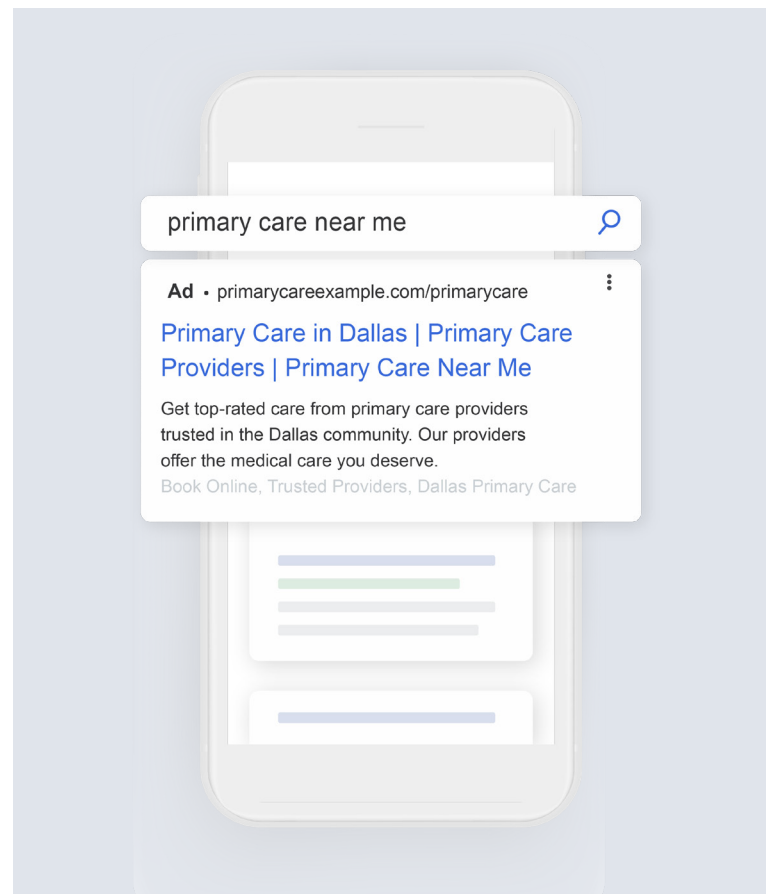 primary care near me
Ad • primarycareexample.com/primarycare
Primary Care in Dallas | Primary Care
Providers | Primary Care Near Me
Get top-rated care from primary care providers
trusted in the Dallas community. Our providers
offer the medical care you deserve.
Book Online, Trusted Providers, Dallas Primary Care